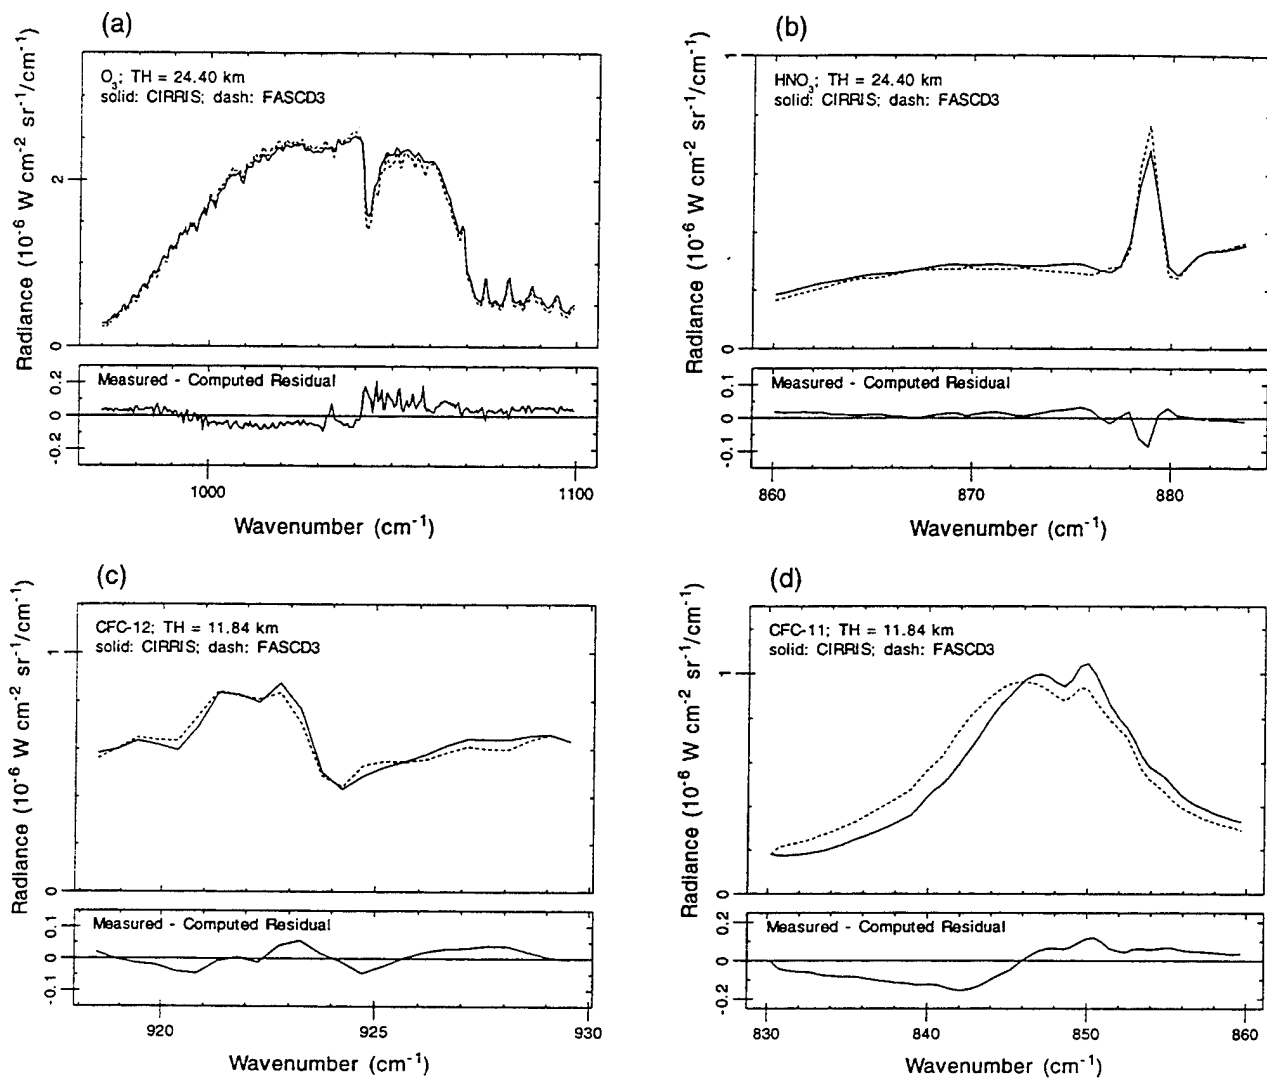 (a)
Radiance (10-6 W cm-2 sr-1/cm-1)
O3; TH = 24.40 km
solid: CIRRIS; dash: FASCD3
2
0
Measured - Computed Residual
0.2
0
-0.2
1000
1100
Wavenumber (cm-1)
(b)
Radiance (10-6 W cm-2 sr-1/cm-1)
1
HNO3; TH = 24.40 km
solid: CIRRIS; dash: FASCD3
0
Measured - Computed Residual
0.1
0
-0.1
860
870
880
Wavenumber (cm-1)
(c)
Radiance (10-6 W cm-2 sr-1/cm-1)
CFC-12; TH = 11.84 km
solid: CIRRIS; dash: FASCD3
1
0
Measured - Computed Residual
0.1
0
-0.1
920
925
930
Wavenumber (cm-1)
(d)
Radiance (10-6 W cm-2 sr-1/cm-1)
CFC-11; TH = 11.84 km
solid: CIRRIS; dash: FASCD3
1
0
Measured - Computed Residual
0.2
0
-0.2
830
840
850
860
Wavenumber (cm-1)